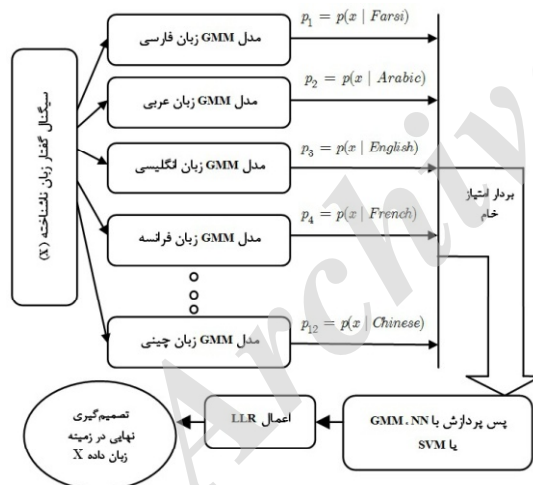 سیگنال گفتار زبان ناشناخته (X)
مدل GMM زبان فارسی
p₁ = p(x | Farsi)
مدل GMM زبان عربی
p₂ = p(x | Arabic)
مدل GMM زبان انگلیسی
p₃ = p(x | English)
مدل GMM زبان فرانسه
p₄ = p(x | French)
مدل GMM زبان چینی
p₁₂ = p(x | Chinese)
بردار امتیاز
خام
پس پردازش با GMM، NN
یا SVM
اعمال LLR
تصمیم‌گیری
نهایی در زمینه
زبان داده X
Archiv